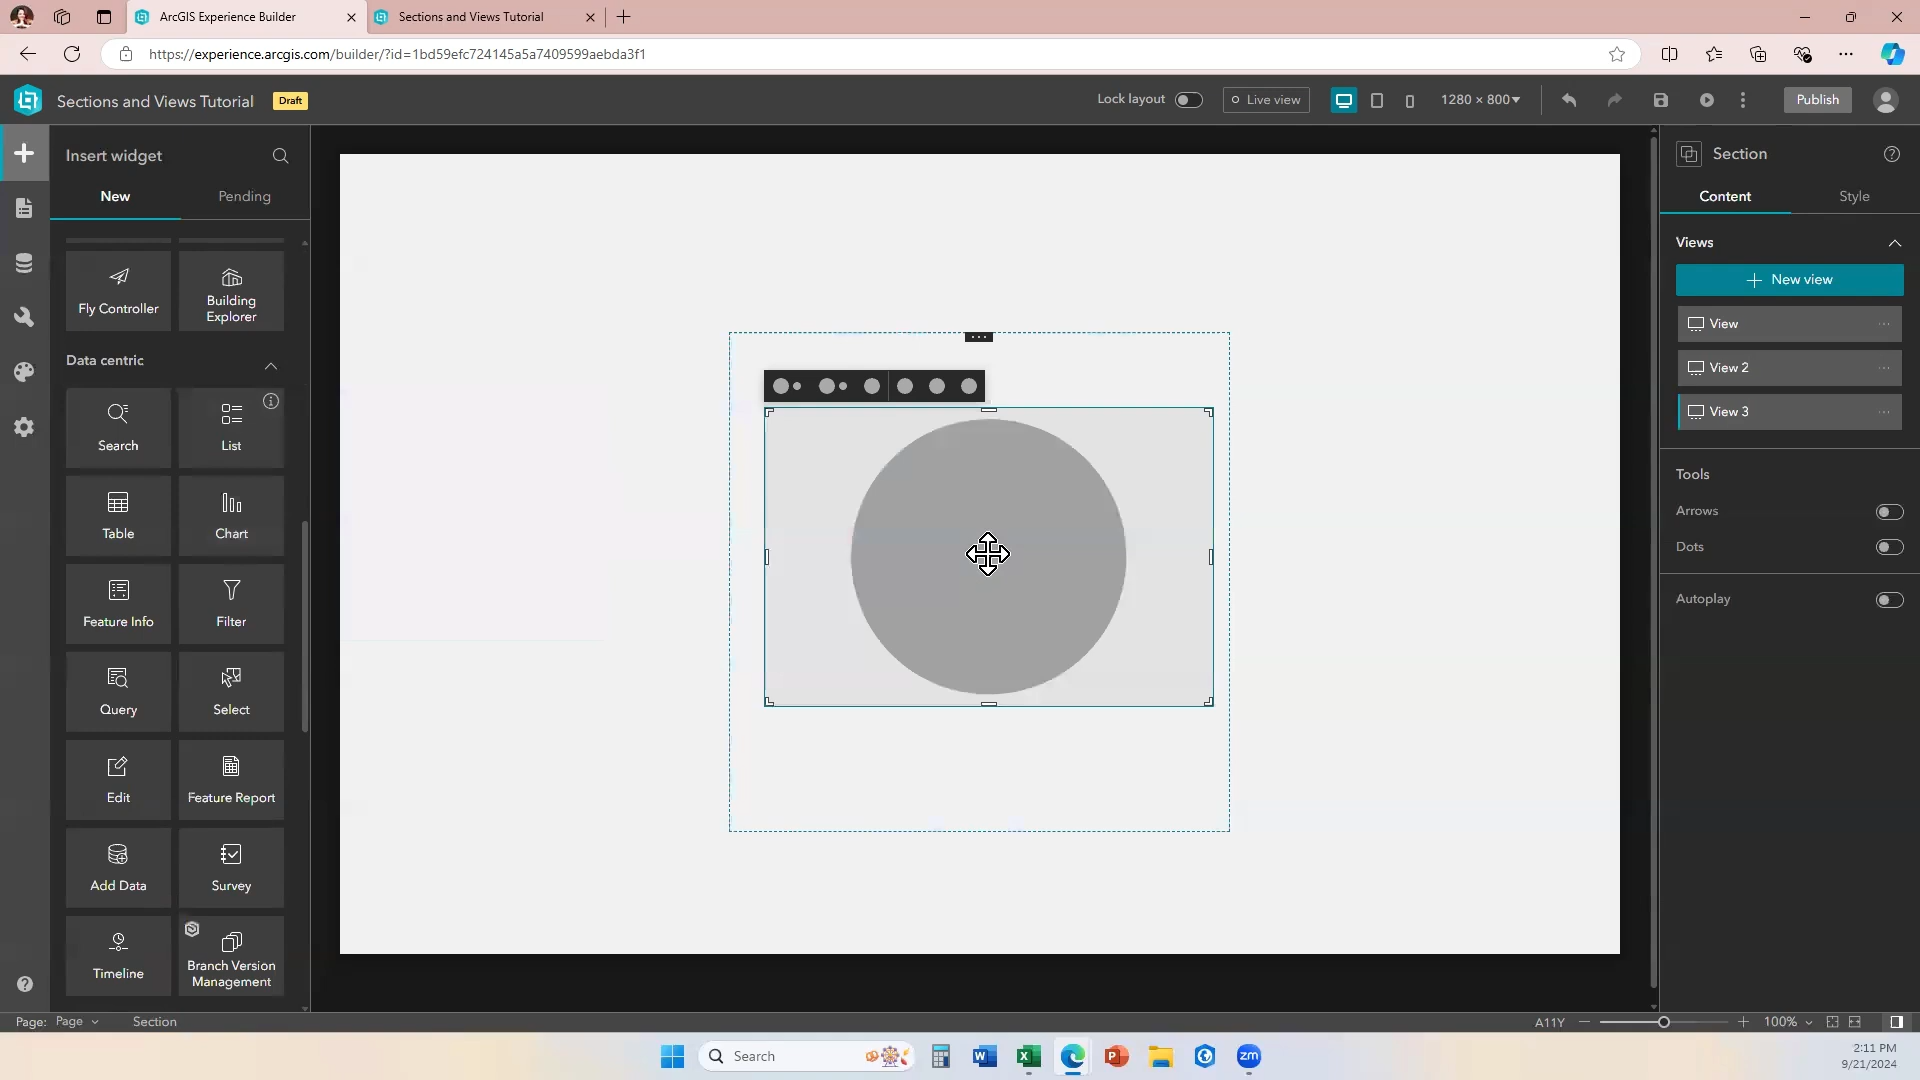 ArcGIS Experience Builder
Sections and Views Tutorial
https://experience.arcgis.com/builder/?id=1bd59efc724145a5a7409599aebda3f1
Sections and Views Tutorial
Draft
Lock layout
Live view
1280 × 800
Publish
Insert widget
New
Pending
Fly Controller
Building
Explorer
Data centric
Search
List
Table
Chart
Feature Info
Filter
Query
Select
Edit
Feature Report
Add Data
Survey
Timeline
Branch Version
Management
Section
Content
Style
Views
New view
View
View 2
View 3
Tools
Arrows
Dots
Autoplay
Page: Page
Section
A11Y
100%
Search
2:11 PM
9/21/2024